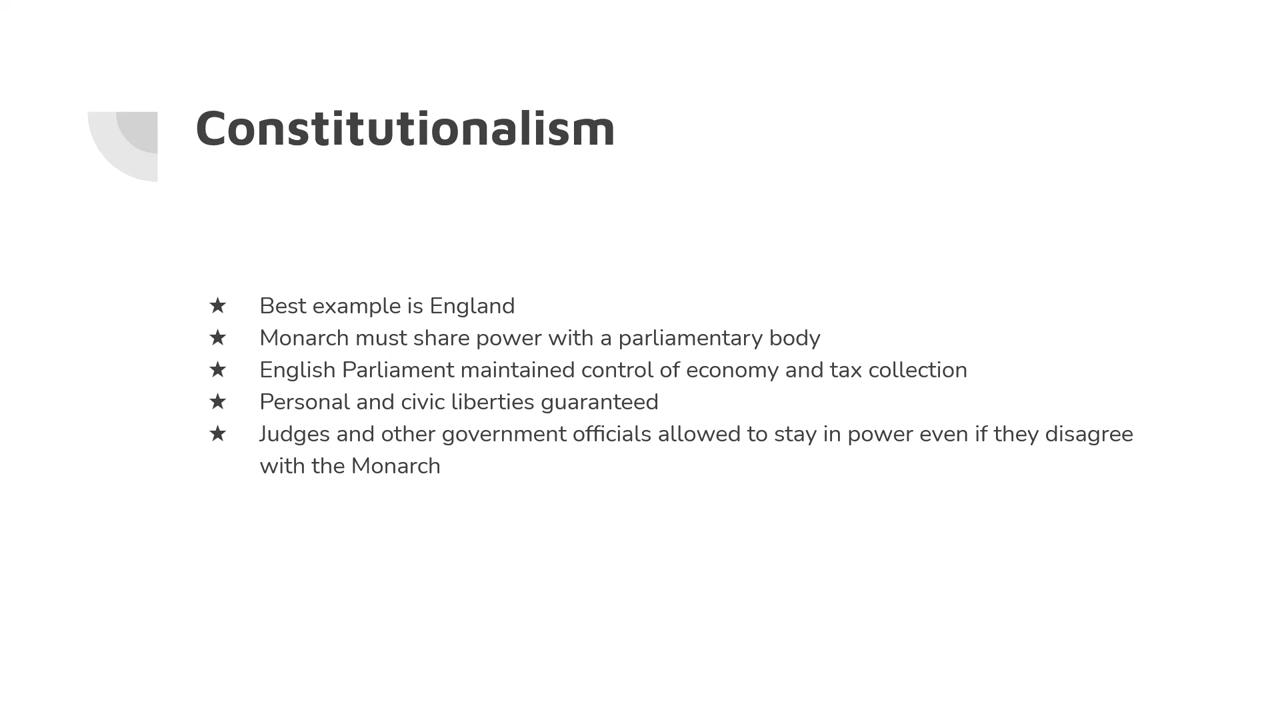 Constitutionalism
★ Best example is England
★ Monarch must share power with a parliamentary body
★ English Parliament maintained control of economy and tax collection
★ Personal and civic liberties guaranteed
★ Judges and other government officials allowed to stay in power even if they disagree
with the Monarch